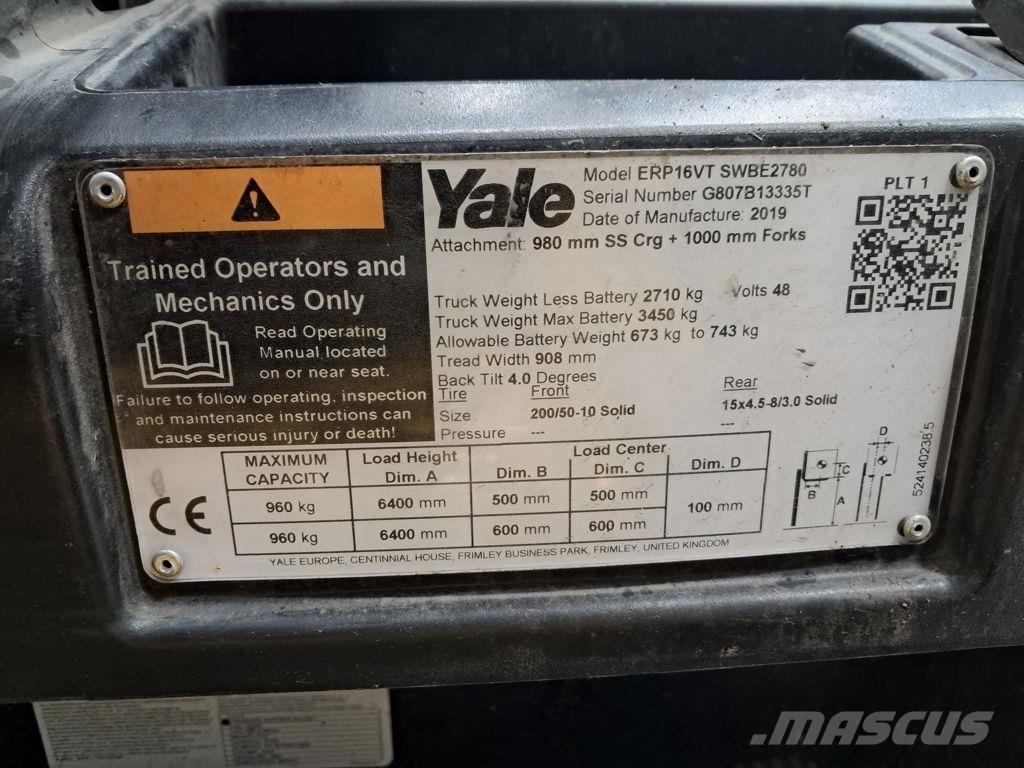 Trained Operators and
Mechanics Only
Read Operating
Manual located
on or near seat.
Failure to follow operating, inspection
and maintenance instructions can
cause serious injury or death!
Yale
Model ERP16VT SWBE2780
Serial Number G807B13335T
Date of Manufacture: 2019
Attachment: 980 mm SS Crg + 1000 mm Forks
PLT 1
Truck Weight Less Battery 2710 kg Volts 48
Truck Weight Max Battery 3450 kg
Allowable Battery Weight 673 kg to 743 kg
Tread Width 908 mm
Back Tilt 4.0 Degrees
Tire Front Rear
Size 200/50-10 Solid 15x4.5-8/3.0 Solid
Pressure --- ---
MAXIMUM CAPACITY Load Height Dim. A Load Center Dim. B Dim. C Dim. D
960 kg 6400 mm 500 mm 500 mm 100 mm
960 kg 6400 mm 600 mm 600 mm
CE
YALE EUROPE, CENTINNIAL HOUSE, FRIMLEY BUSINESS PARK, FRIMLEY, UNITED KINGDOM
D
C
B
A
524140238'5
MASCUS